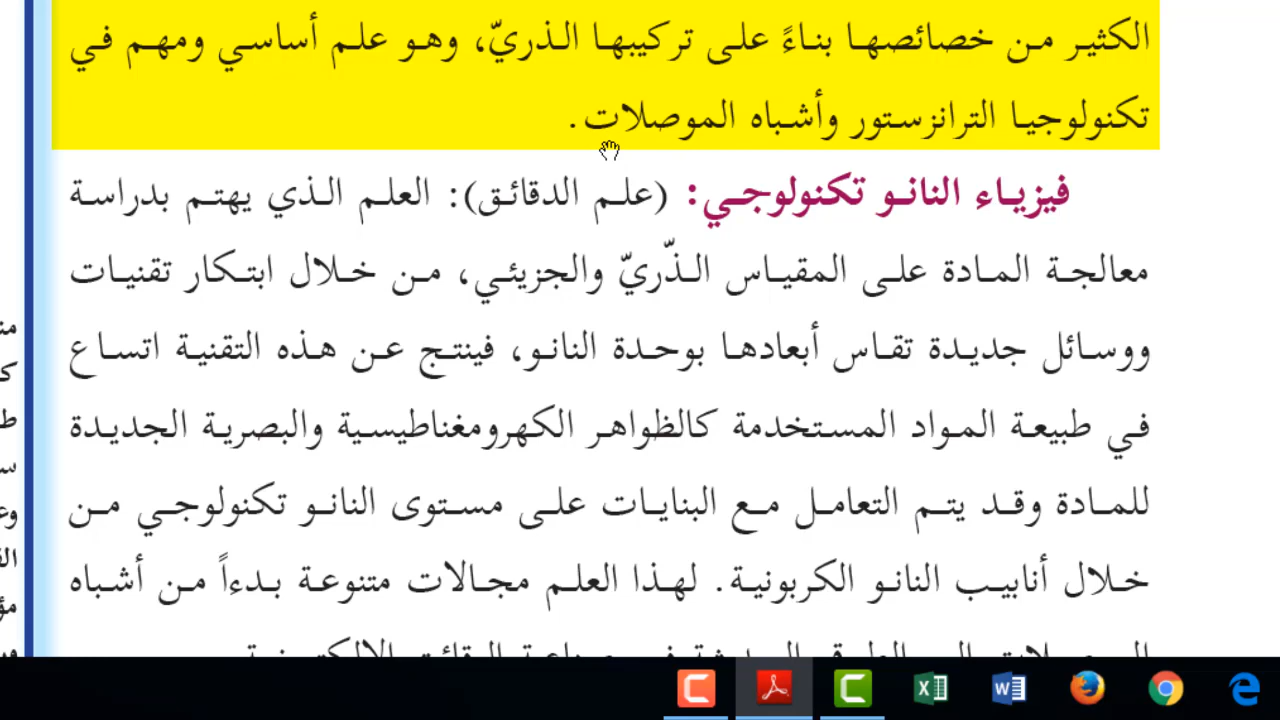 الكثير من خصائصها بناءً على تركيبها الذريّ، وهو علم أساسي ومهم في
تكنولوجيا الترانزستور وأشباه الموصلات.
فيزياء النانو تكنولوجي: (علم الدقائق): العلم الذي يهتم بدراسة
معالجة المادة على المقياس الذّريّ والجزيئي، من خلال ابتكار تقنيات
ووسائل جديدة تقاس أبعادها بوحدة النانو، فينتج عن هذه التقنية اتساع
في طبيعة المواد المستخدمة كالظواهر الكهرومغناطيسية والبصرية الجديدة
للمادة وقد يتم التعامل مع البنايات على مستوى النانو تكنولوجي من
خلال أنابيب النانو الكربونية. لهذا العلم مجالات متنوعة بدءاً من أشباه